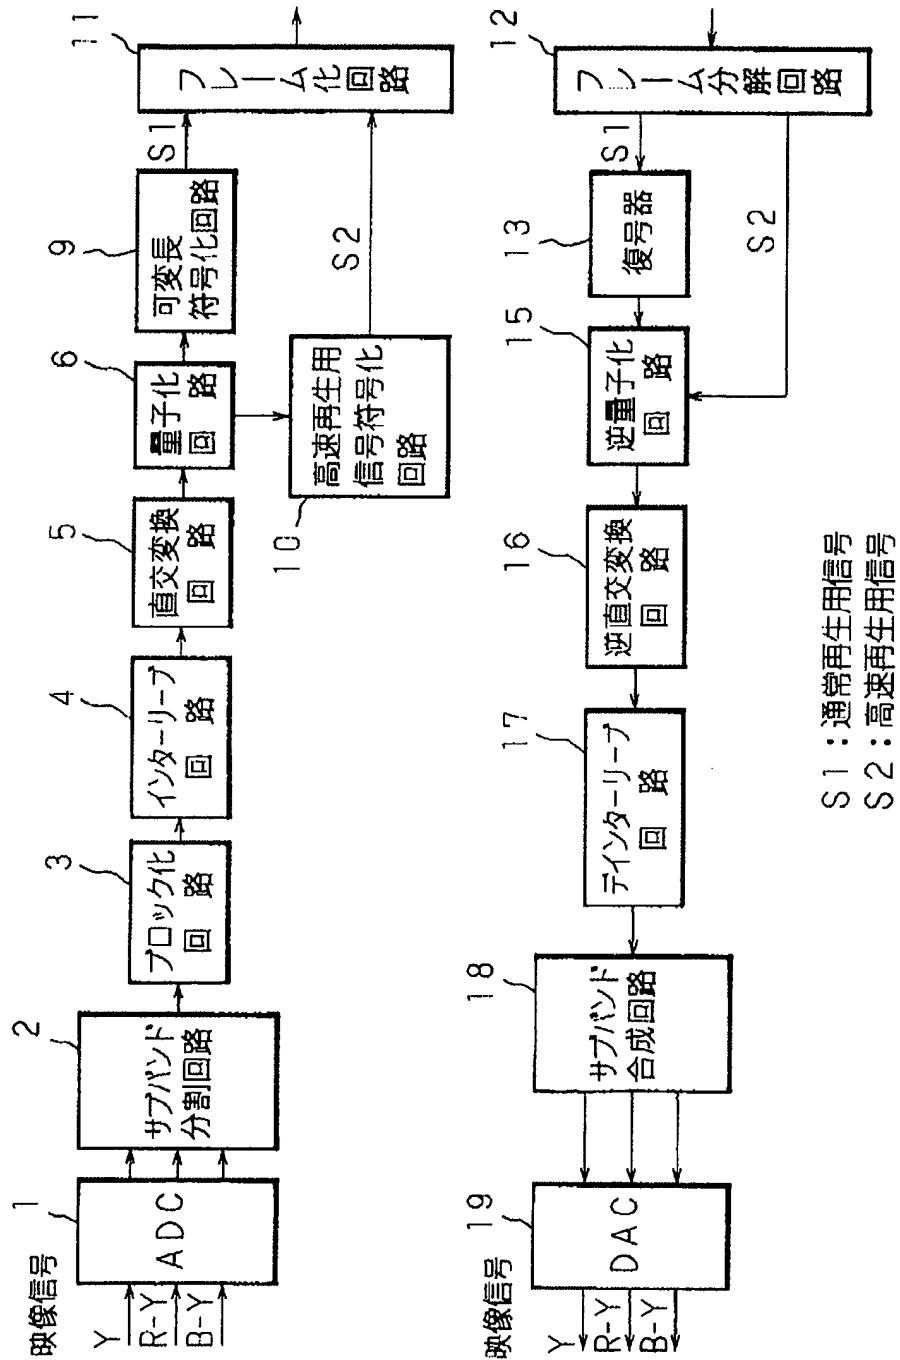 映像信号
Y
R-Y
B-Y
1
ADC
2
サブバンド
分割回路
3
ブロック化
回路
4
インターリーブ
回路
5
直交変換
回路
6
量子化
回路
9
可変長
符号化回路
S1
11
フレーム化回路
10
高速再生用
信号符号化
回路
S2
映像信号
Y
R-Y
B-Y
19
DAC
18
サブバンド
合成回路
17
デインターリーブ
回路
16
逆直交変換
回路
15
逆量子化
回路
13
復号器
S1
12
フレーム分解回路
S2
S1:通常再生用信号
S2:高速再生用信号